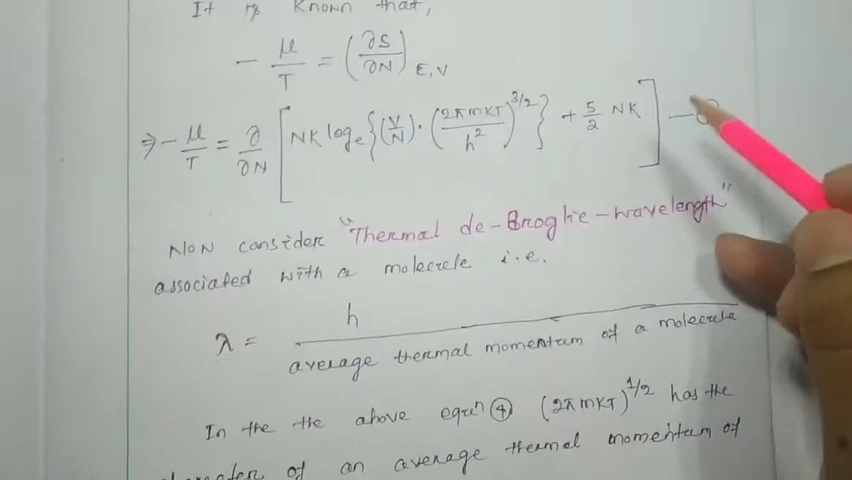 It is known that,
- μ/T = (∂S/∂N)E,V
⇒ - μ/T = ∂/∂N [NK logₑ{(V/N)·(2πmKT/h²)^3/2} + 5/2 NK] —
Now consider "Thermal de-Broglie-wavelength"
associated with a molecule i.e.
λ = h / average thermal momentum of a molecule
In the the above equⁿ ④ (2πmKT)^1/2 has the
of an average thermal momentum of